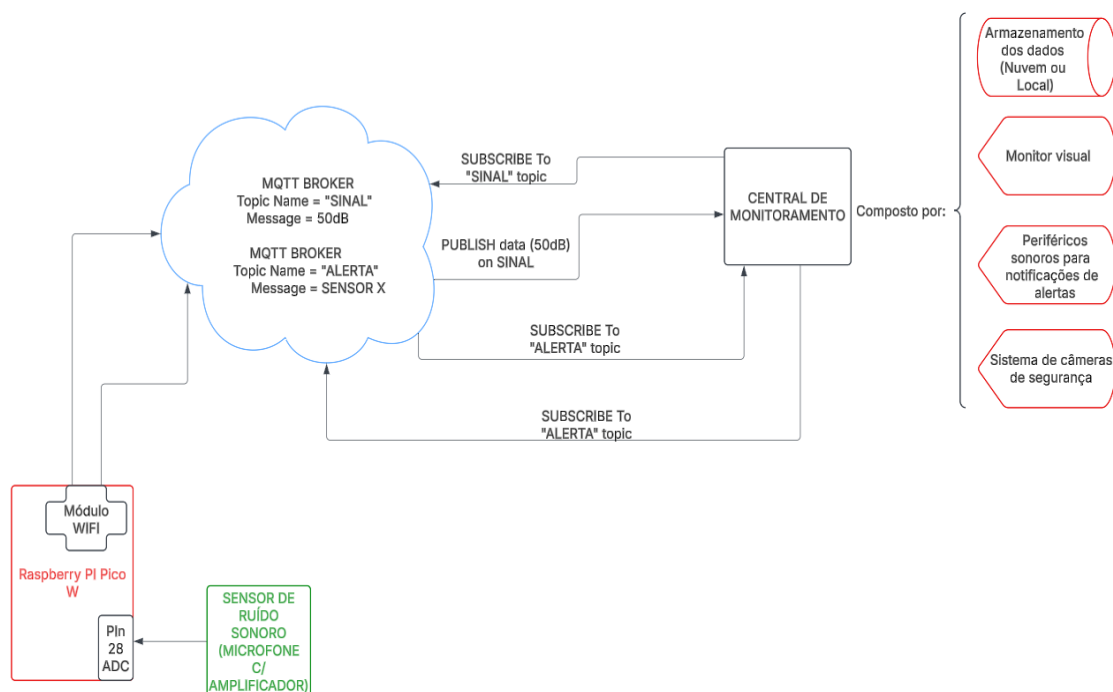 MQTT BROKER
Topic Name = "SINAL"
Message = 50dB
MQTT BROKER
Topic Name = "ALERTA"
Message = SENSOR X
SUBSCRIBE To
"SINAL" topic
PUBLISH data (50dB)
on SINAL
SUBSCRIBE To
"ALERTA" topic
SUBSCRIBE To
"ALERTA" topic
CENTRAL DE
MONITORAMENTO
Composto por:
Armazenamento
dos dados
(Nuvem ou
Local)
Monitor visual
Periféricos
sonoros para
notificações de
alertas
Sistema de câmeras
de segurança
Módulo
WIFI
Raspberry PI Pico
W
PIn
28
ADC
SENSOR DE
RUÍDO
SONORO
(MICROFONE
C/
AMPLIFICADOR)